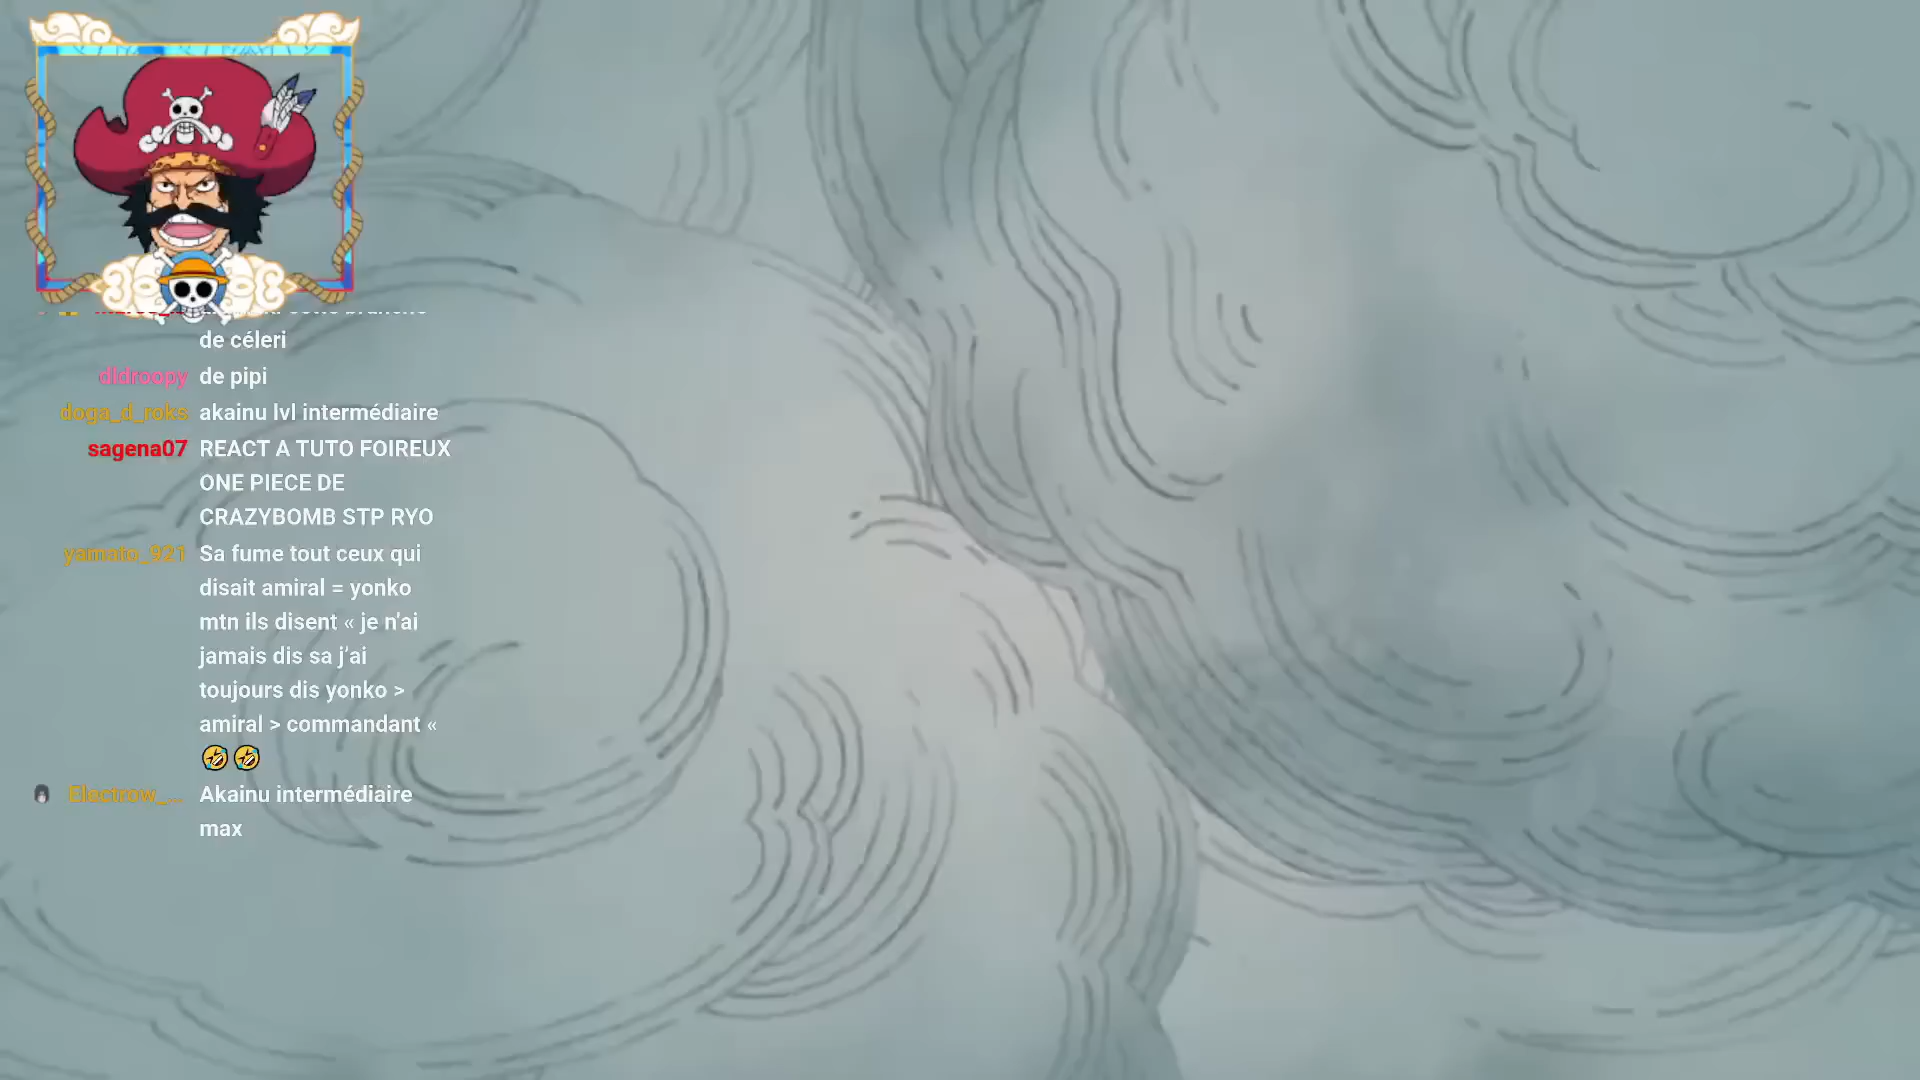 de céleri
dldroopy de pipi
doga_d_roks akainu lvl intermédiaire
sagena07 REACT A TUTO FOIREUX
ONE PIECE DE
CRAZYBOMB STP RYO
yamato_921 Sa fume tout ceux qui
disait amiral = yonko
mtn ils disent « je n'ai
jamais dis sa j'ai
toujours dis yonko >
amiral > commandant «
🤣🤣
Electrow_... Akainu intermédiaire
max